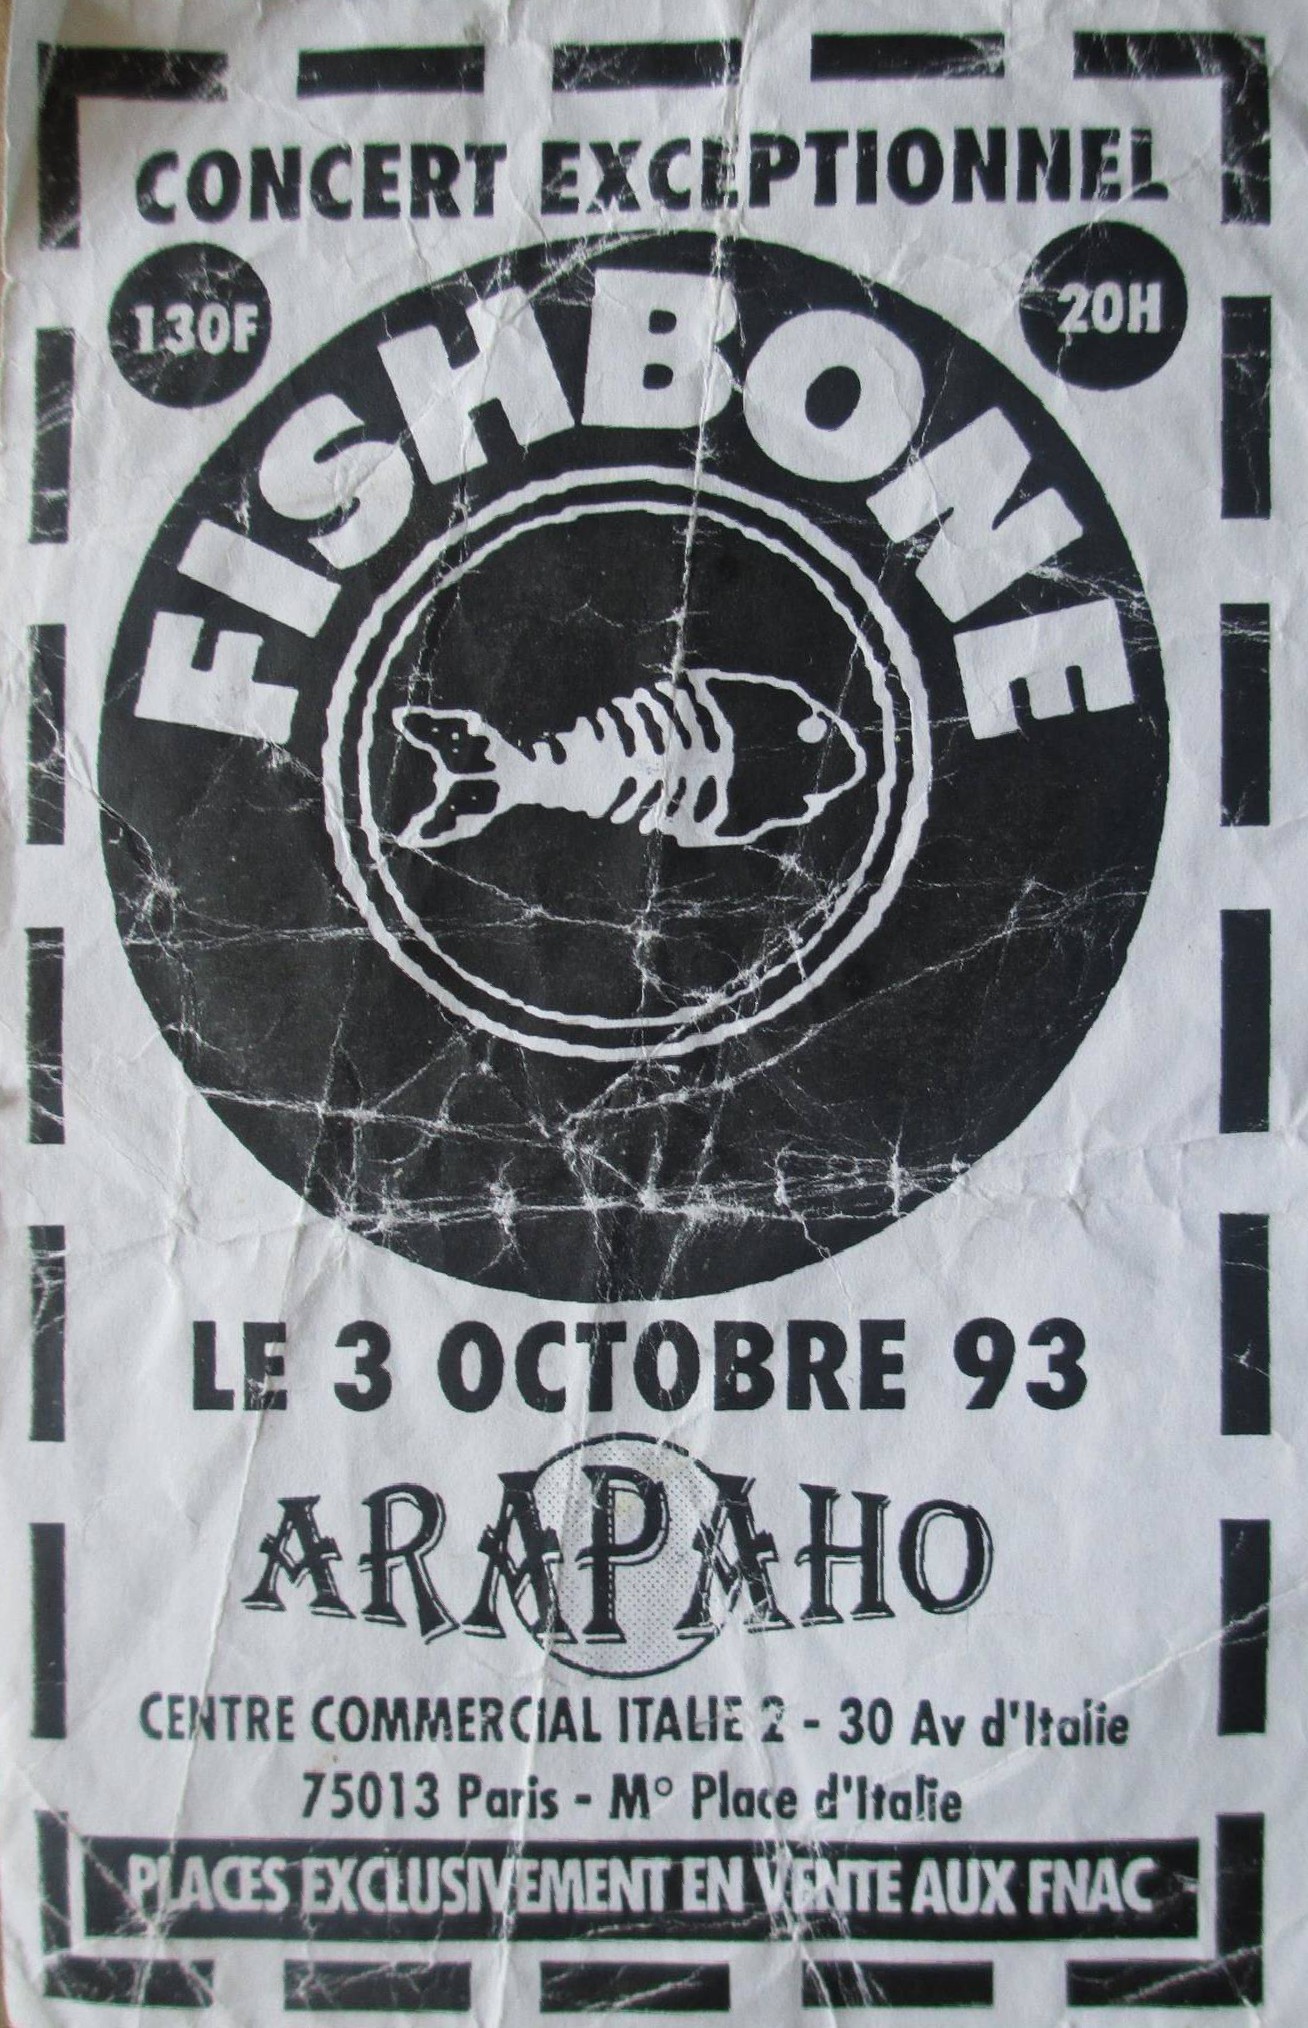 CONCERT EXCEPTIONNEL
130F
20H
FISHBONE
LE 3 OCTOBRE 93
ARAPAHO
CENTRE COMMERCIAL ITALIE 2 - 30 Av d'Italie
75013 Paris - M° Place d'Italie
PLACES EXCLUSIVEMENT EN VENTE AUX FNAC